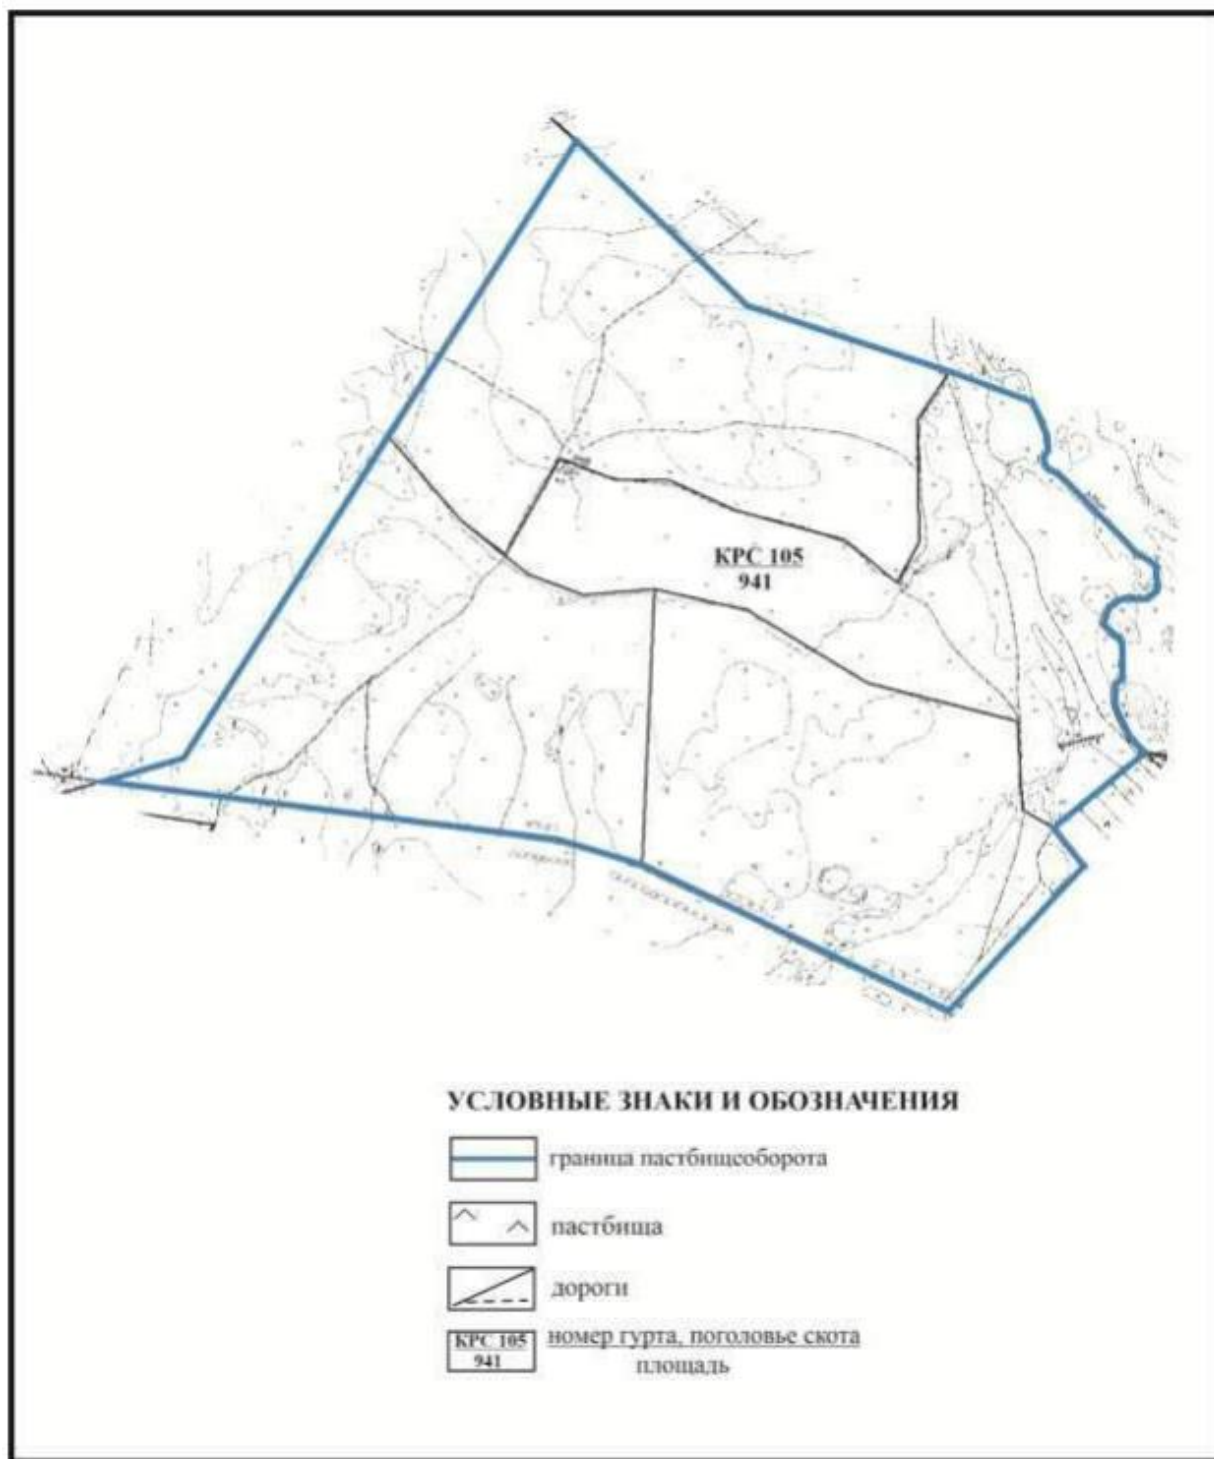 КРС 105
941
УСЛОВНЫЕ ЗНАКИ И ОБОЗНАЧЕНИЯ
граница пастбищеоборота
пастбища
дороги
КРС 105
941
номер гурта, поголовье скота
площадь